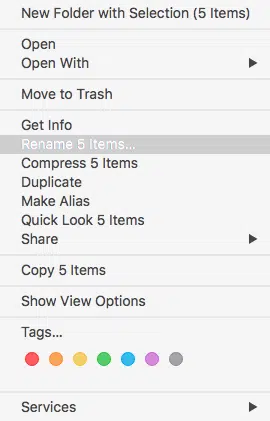 New Folder with Selection (5 Items)
Open
Open With
Move to Trash
Get Info
Rename 5 Items...
Compress 5 Items
Duplicate
Make Alias
Quick Look 5 Items
Share
Copy 5 Items
Show View Options
Tags...
Services